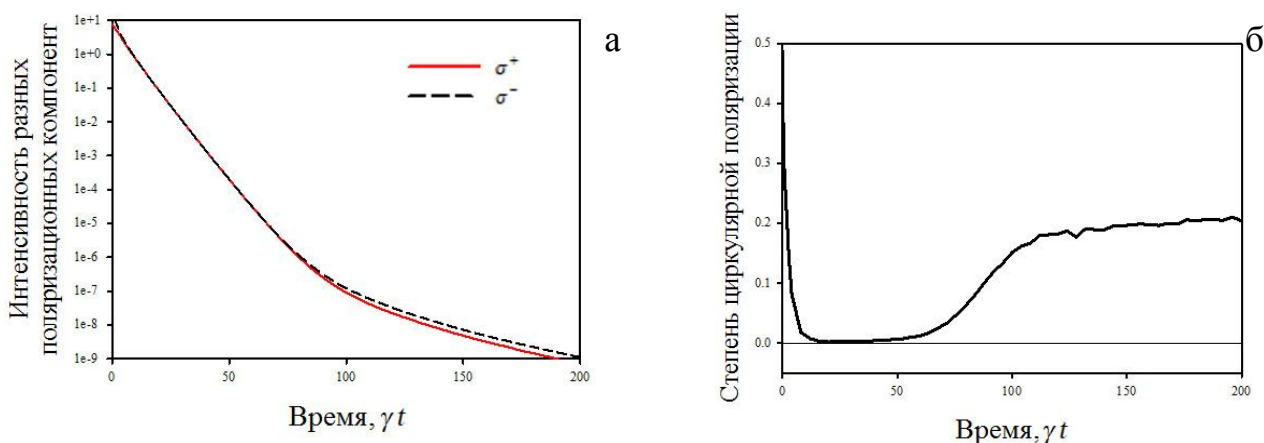 а
Интенсивность разных
поляризационных компонент
1e+1
1e+0
1e-1
1e-2
1e-3
1e-4
1e-5
1e-6
1e-7
1e-8
1e-9
σ⁺
σ⁻
0 50 100 150 200
Время, γ t
б
Степень циркулярной поляризации
0.5
0.4
0.3
0.2
0.1
0.0
0 50 100 150 200
Время, γ t